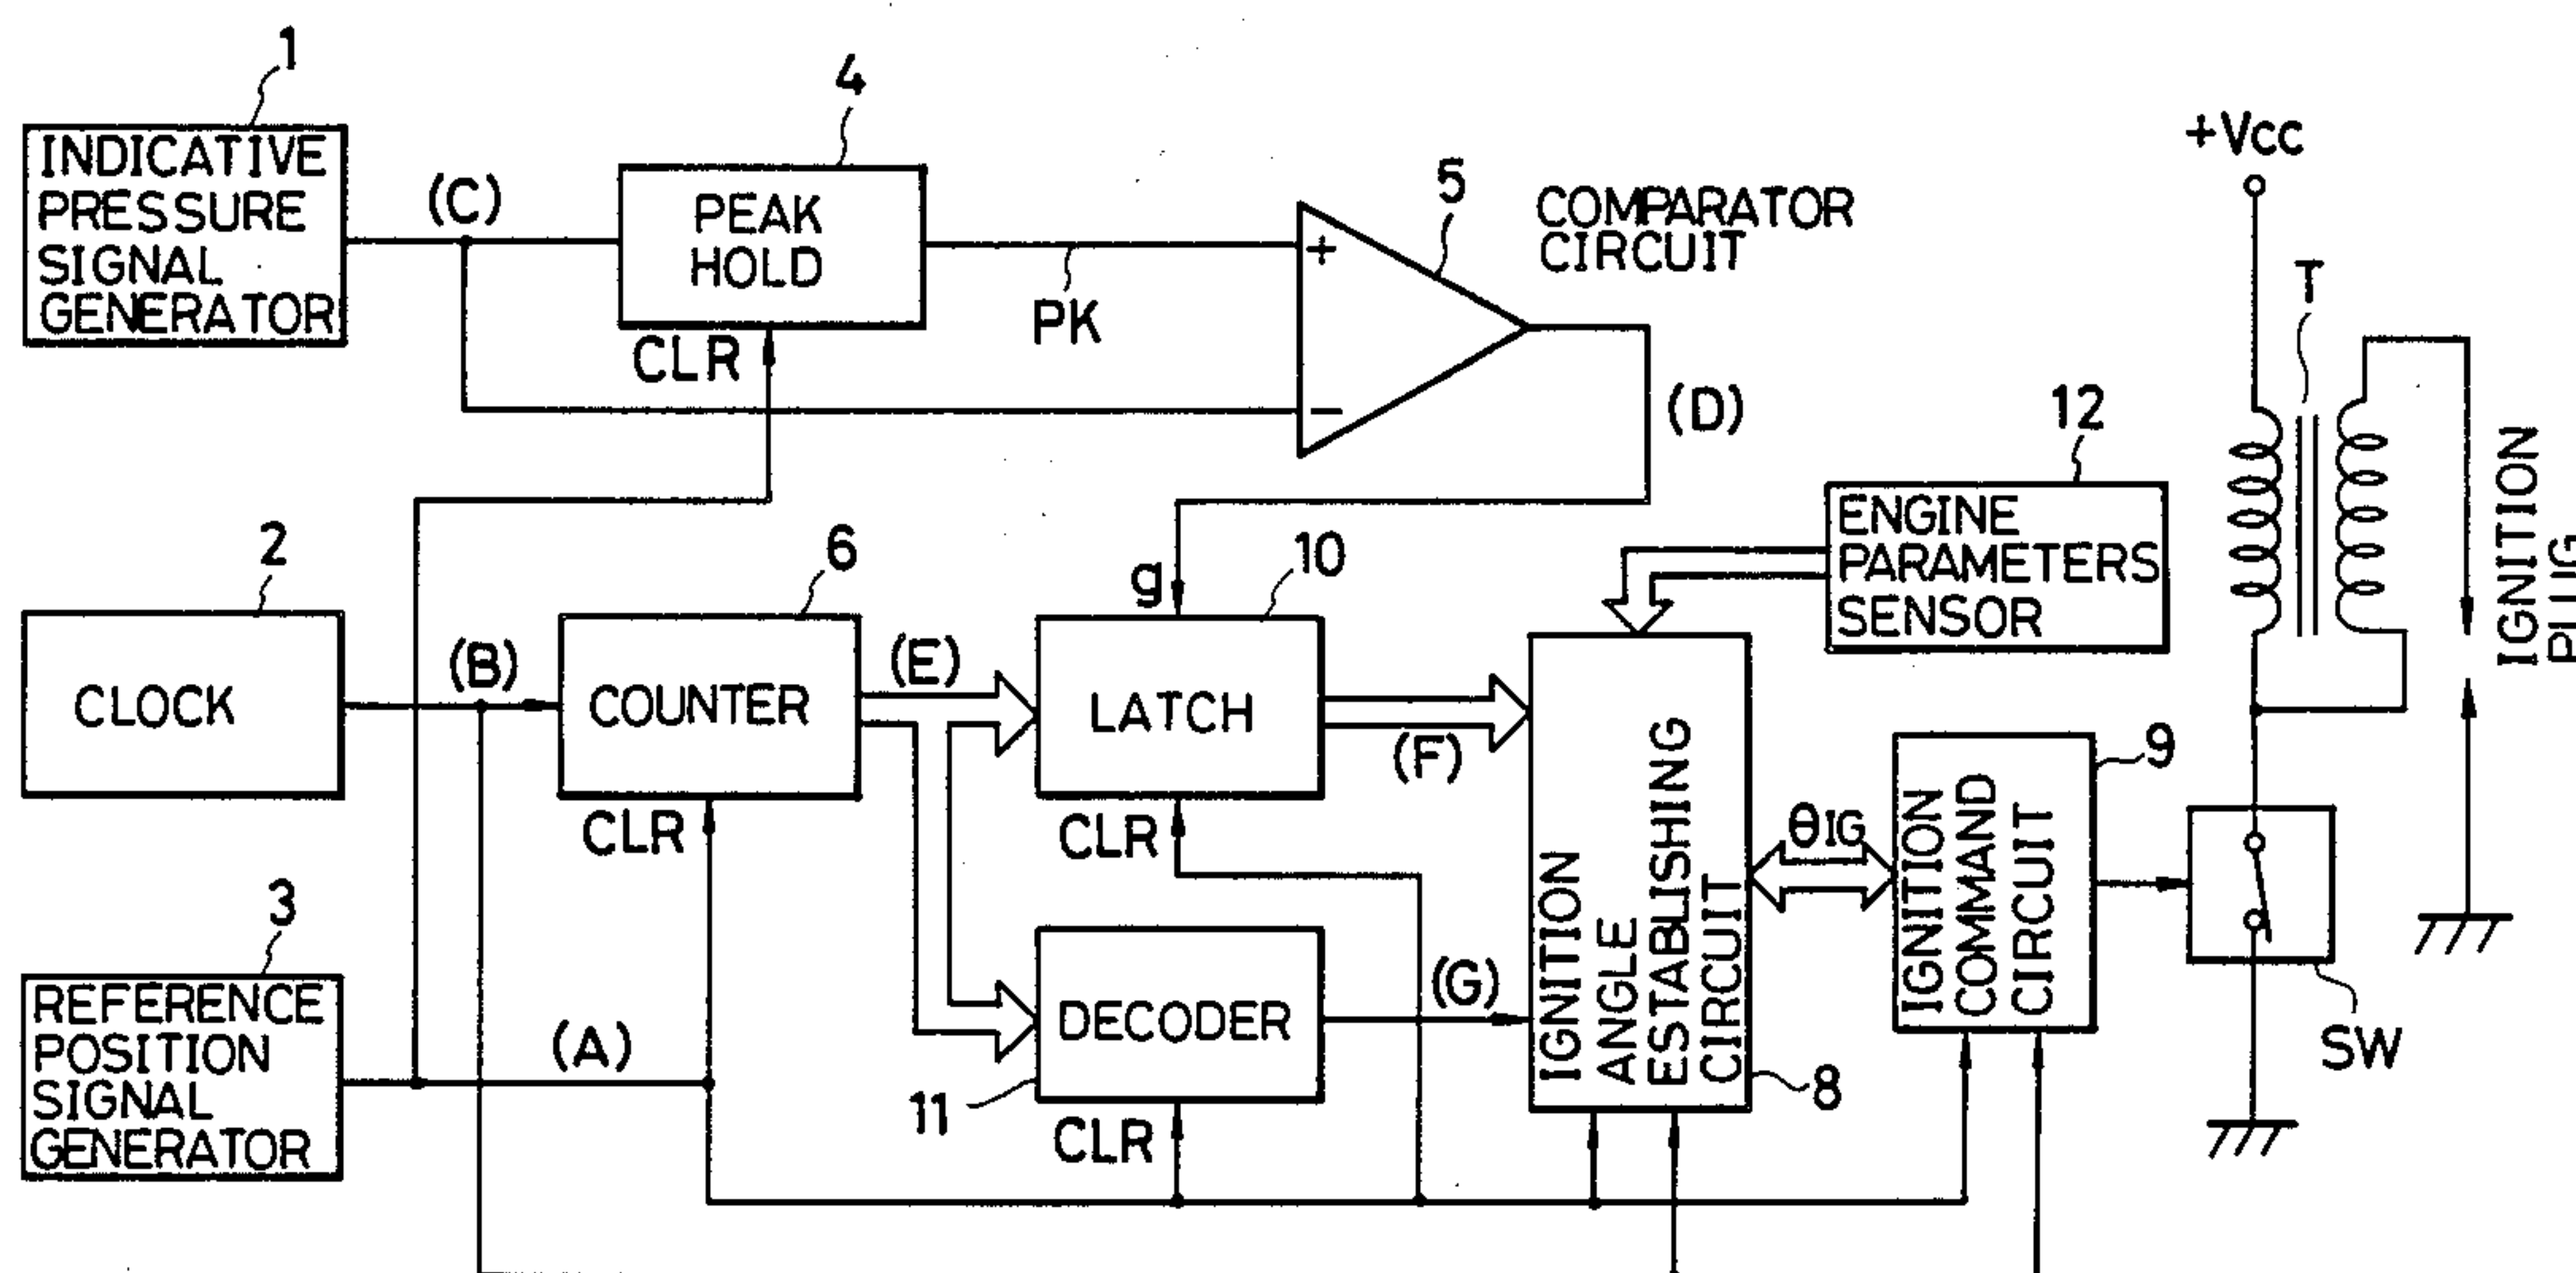 1
INDICATIVE
PRESSURE
SIGNAL
GENERATOR
(C)
4
PEAK
HOLD
CLR
PK
+
−
5
COMPARATOR
CIRCUIT
(D)
+Vcc
T
IGNITION
PLUG
12
ENGINE
PARAMETERS
SENSOR
2
CLOCK
(B)
6
COUNTER
CLR
(E)
g
10
LATCH
CLR
(F)
3
REFERENCE
POSITION
SIGNAL
GENERATOR
(A)
11
DECODER
CLR
(G)
IGNITION
ANGLE
ESTABLISHING
CIRCUIT
8
θIG
IGNITION
COMMAND
CIRCUIT
9
SW